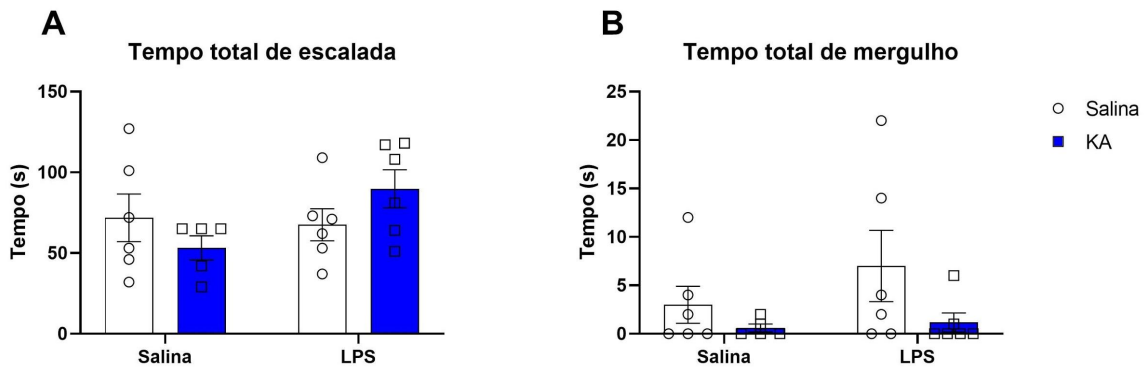 A
Tempo total de escalada
Tempo (s)
150
100
50
0
Salina
LPS
B
Tempo total de mergulho
Tempo (s)
25
20
15
10
5
0
Salina
LPS
Salina
KA